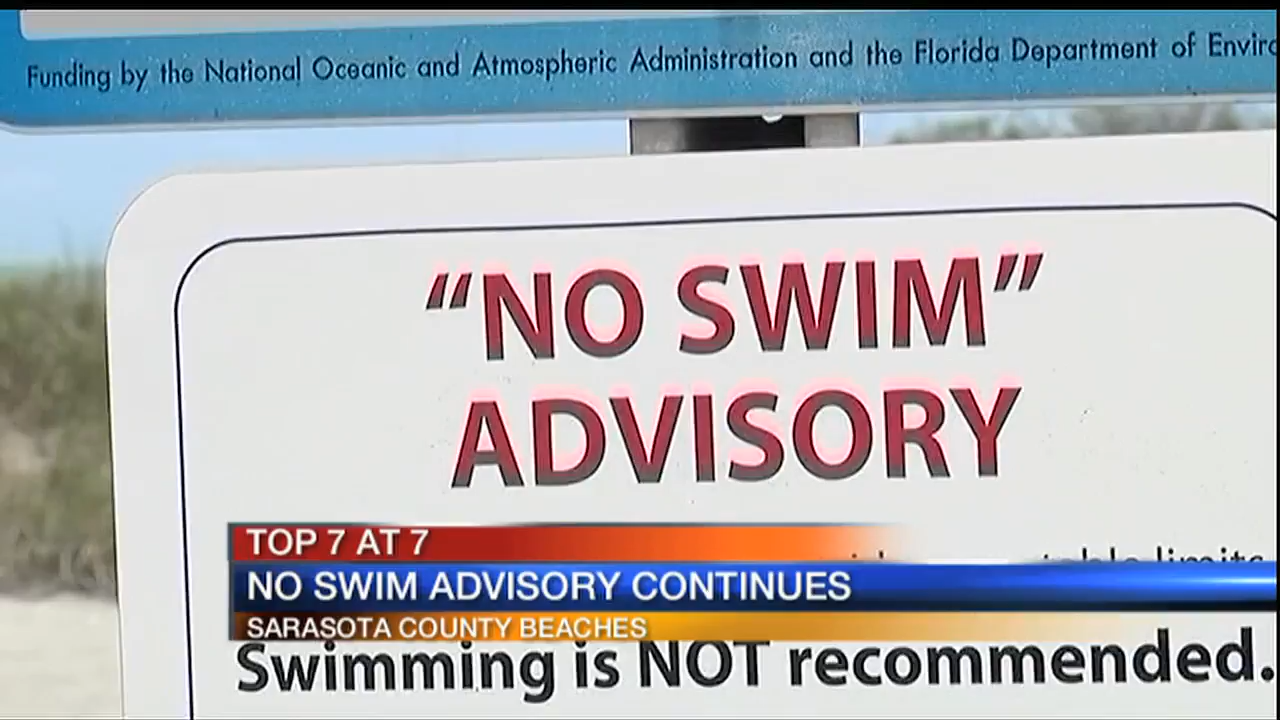 Funding by the National Oceanic and Atmospheric Administration and the Florida Department of
"NO SWIM"
ADVISORY
limits
TOP 7 AT 7
NO SWIM ADVISORY CONTINUES
SARASOTA COUNTY BEACHES
Swimming is NOT recommended.